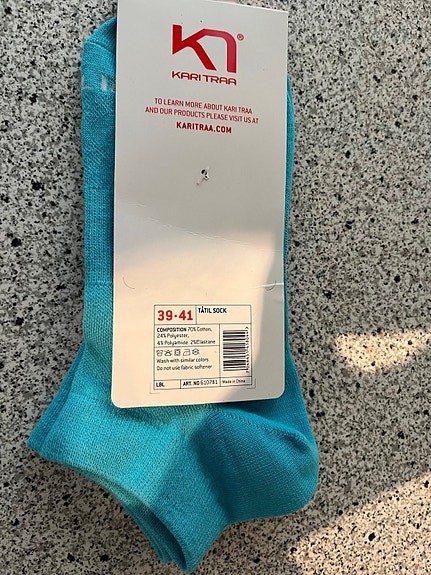 KARI TRAA
TO LEARN MORE ABOUT KARI TRAA
AND OUR PRODUCTS PLEASE VISIT US AT
KARITRAA.COM
39-41 TÅTIL SOCK
COMPOSITION 70% Cotton,
24% Polyester,
4% Polyamide 2% Elastane
Wash with similar colors
Do not use fabric softener
LBL ART. NO 610781 Made in China